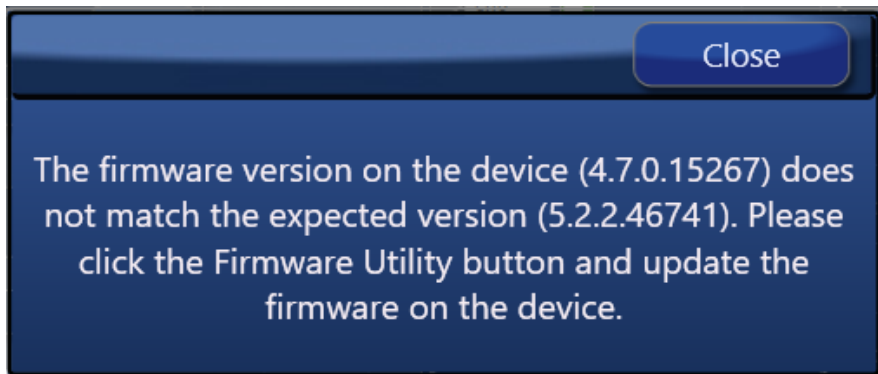 Close
The firmware version on the device (4.7.0.15267) does
not match the expected version (5.2.2.46741). Please
click the Firmware Utility button and update the
firmware on the device.